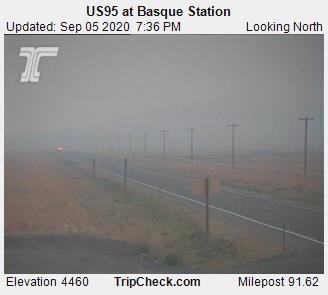 US95 at Basque Station
Updated: Sep 05 2020 7:36 PM Looking North
Elevation 4460 TripCheck.com Milepost 91.62